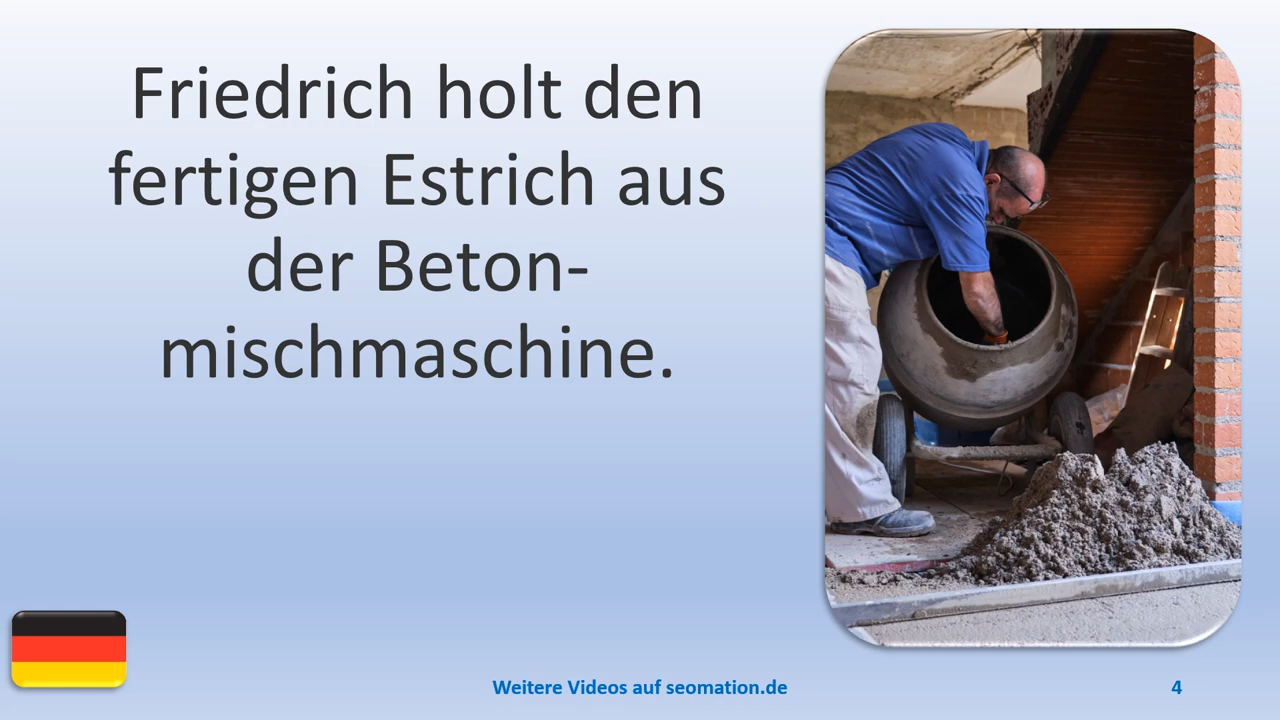 Friedrich holt den
fertigen Estrich aus
der Beton-
mischmaschine.
Weitere Videos auf seomation.de
4